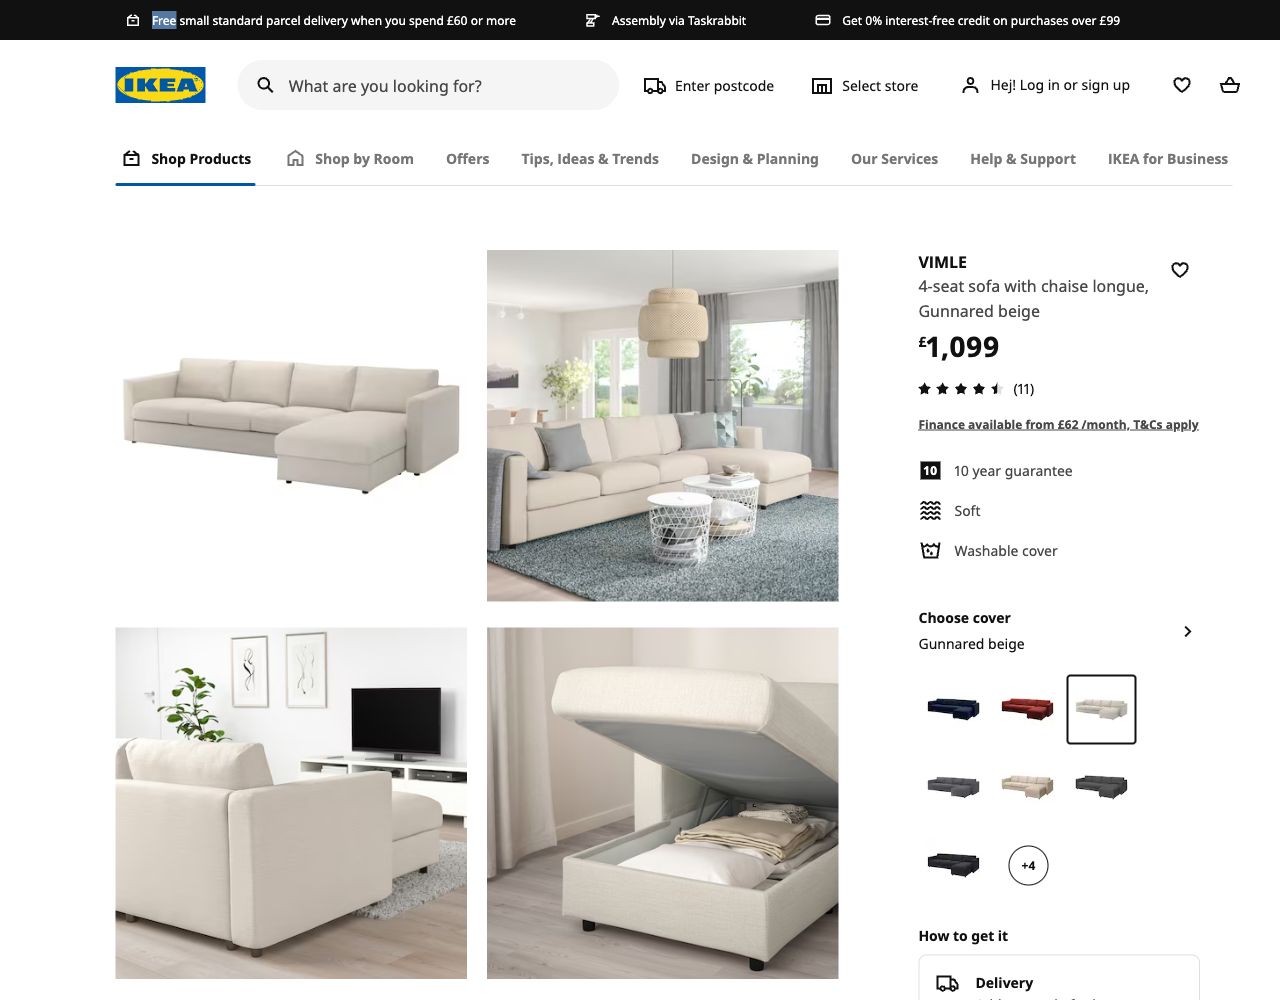 Free small standard parcel delivery when you spend £60 or more
Assembly via Taskrabbit
Get 0% interest-free credit on purchases over £99
IKEA
What are you looking for?
Enter postcode
Select store
Hej! Log in or sign up
Shop Products
Shop by Room
Offers
Tips, Ideas & Trends
Design & Planning
Our Services
Help & Support
IKEA for Business
VIMLE
4-seat sofa with chaise longue,
Gunnared beige
£1,099
(11)
Finance available from £62 /month, T&Cs apply
10 10 year guarantee
Soft
Washable cover
Choose cover
Gunnared beige
+4
How to get it
Delivery